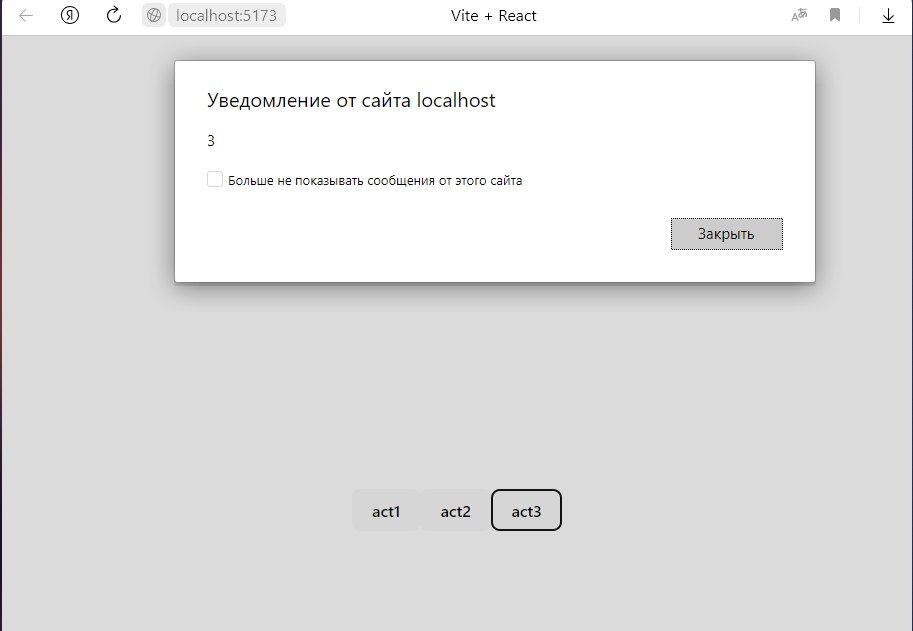 Я localhost:5173 Vite + React
Уведомление от сайта localhost
3
Больше не показывать сообщения от этого сайта
Закрыть
act1 act2 act3